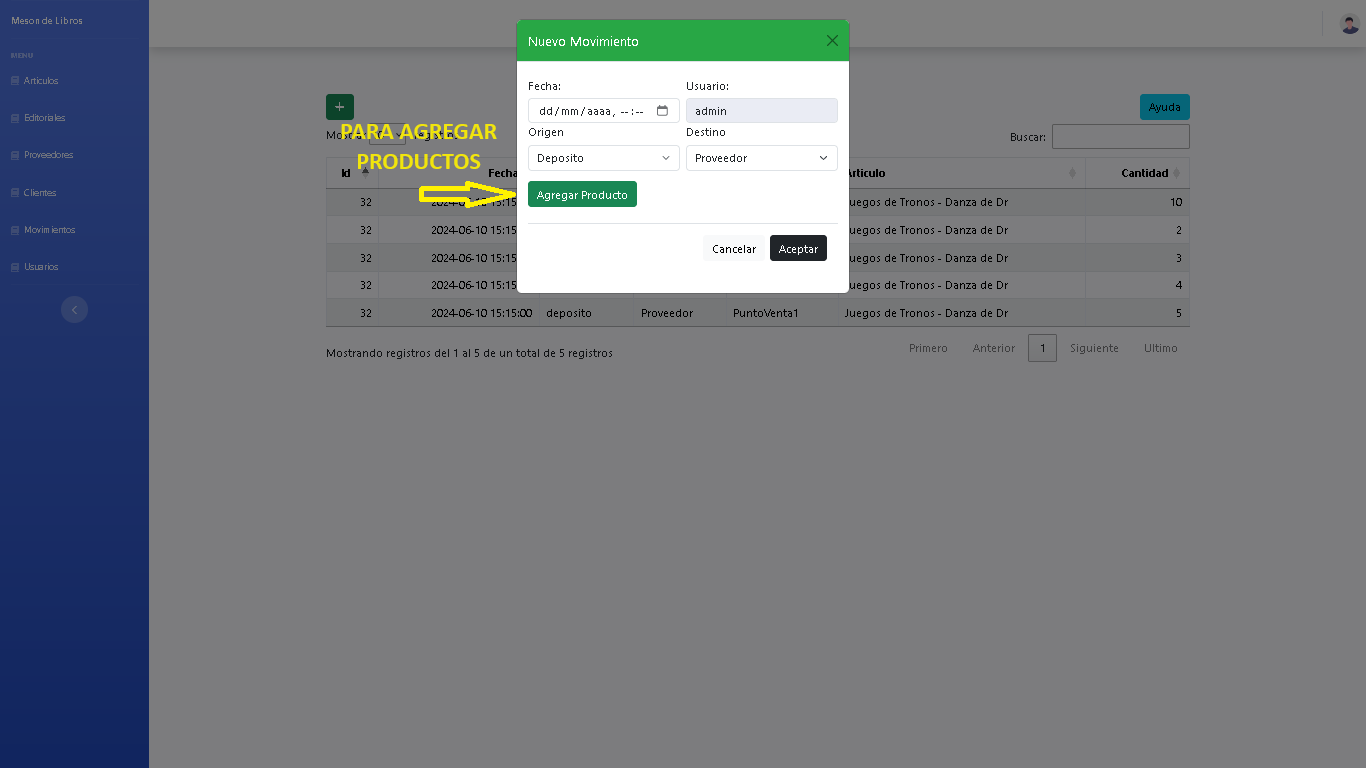 Meson de Libros
MENU
Articulos
Editoriales
Proveedores
Clientes
Movimientos
Usuarios
Nuevo Movimiento
Fecha:
Usuario:
dd/mm/aaaa, --:--
admin
Origen
Destino
Deposito
Proveedor
Agregar Producto
Cancelar
Aceptar
+
Ayuda
PARA AGREGAR
PRODUCTOS
Buscar:
Id Fecha Articulo Cantidad
32 2024-06-10 15:15 Juegos de Tronos - Danza de Dr 10
32 2024-06-10 15:15 Juegos de Tronos - Danza de Dr 2
32 2024-06-10 15:15 Juegos de Tronos - Danza de Dr 3
32 2024-06-10 15:15 Juegos de Tronos - Danza de Dr 4
32 2024-06-10 15:15:00 deposito Proveedor PuntoVenta1 Juegos de Tronos - Danza de Dr 5
Mostrando registros del 1 al 5 de un total de 5 registros
Primero Anterior 1 Siguiente Ultimo